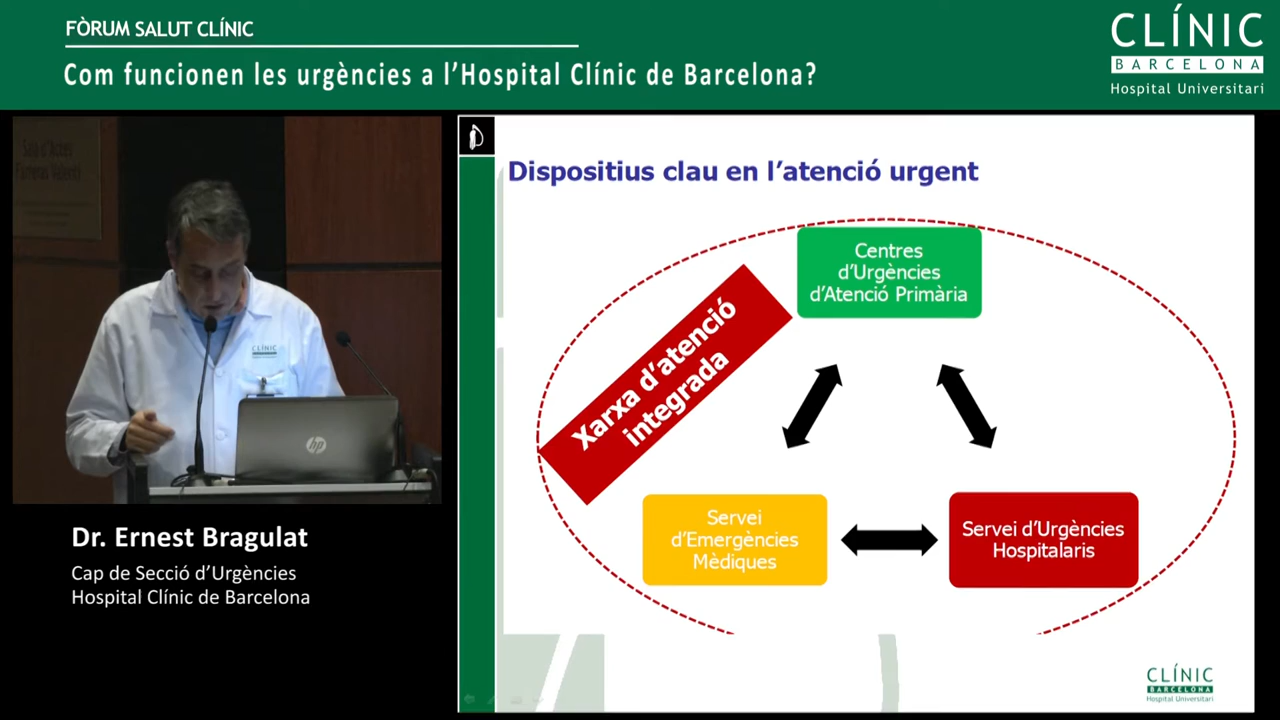 FÒRUM SALUT CLÍNIC
Com funcionen les urgències a l'Hospital Clínic de Barcelona?
CLÍNIC
BARCELONA
Hospital Universitari
Dispositius clau en l'atenció urgent
Centres
d'Urgències
d'Atenció Primària
Xarxa d'atenció
integrada
Servei
d'Emergències
Mèdiques
Servei d'Urgències
Hospitalaris
CLÍNIC
hp
Dr. Ernest Bragulat
Cap de Secció d'Urgències
Hospital Clínic de Barcelona
CLÍNIC
BARCELONA
Hospital Universitari